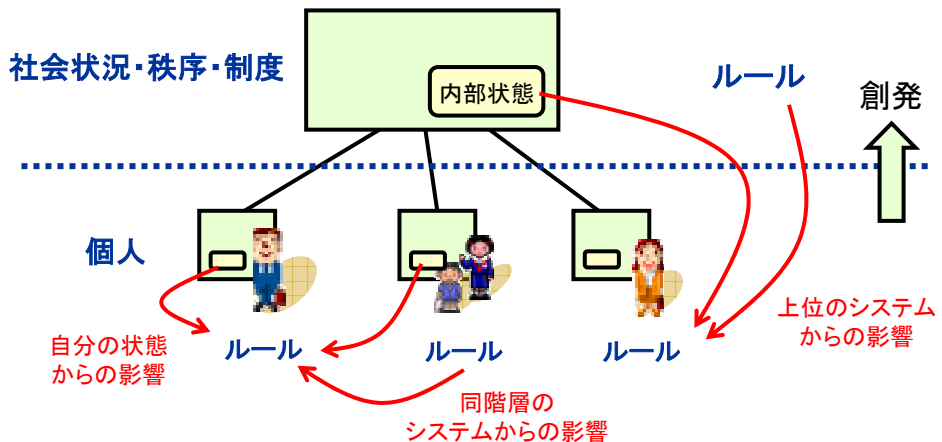 社会状況・秩序・制度
内部状態
ルール
創発
個人
自分の状態
からの影響
ルール
ルール
ルール
同階層の
システムからの影響
上位のシステム
からの影響